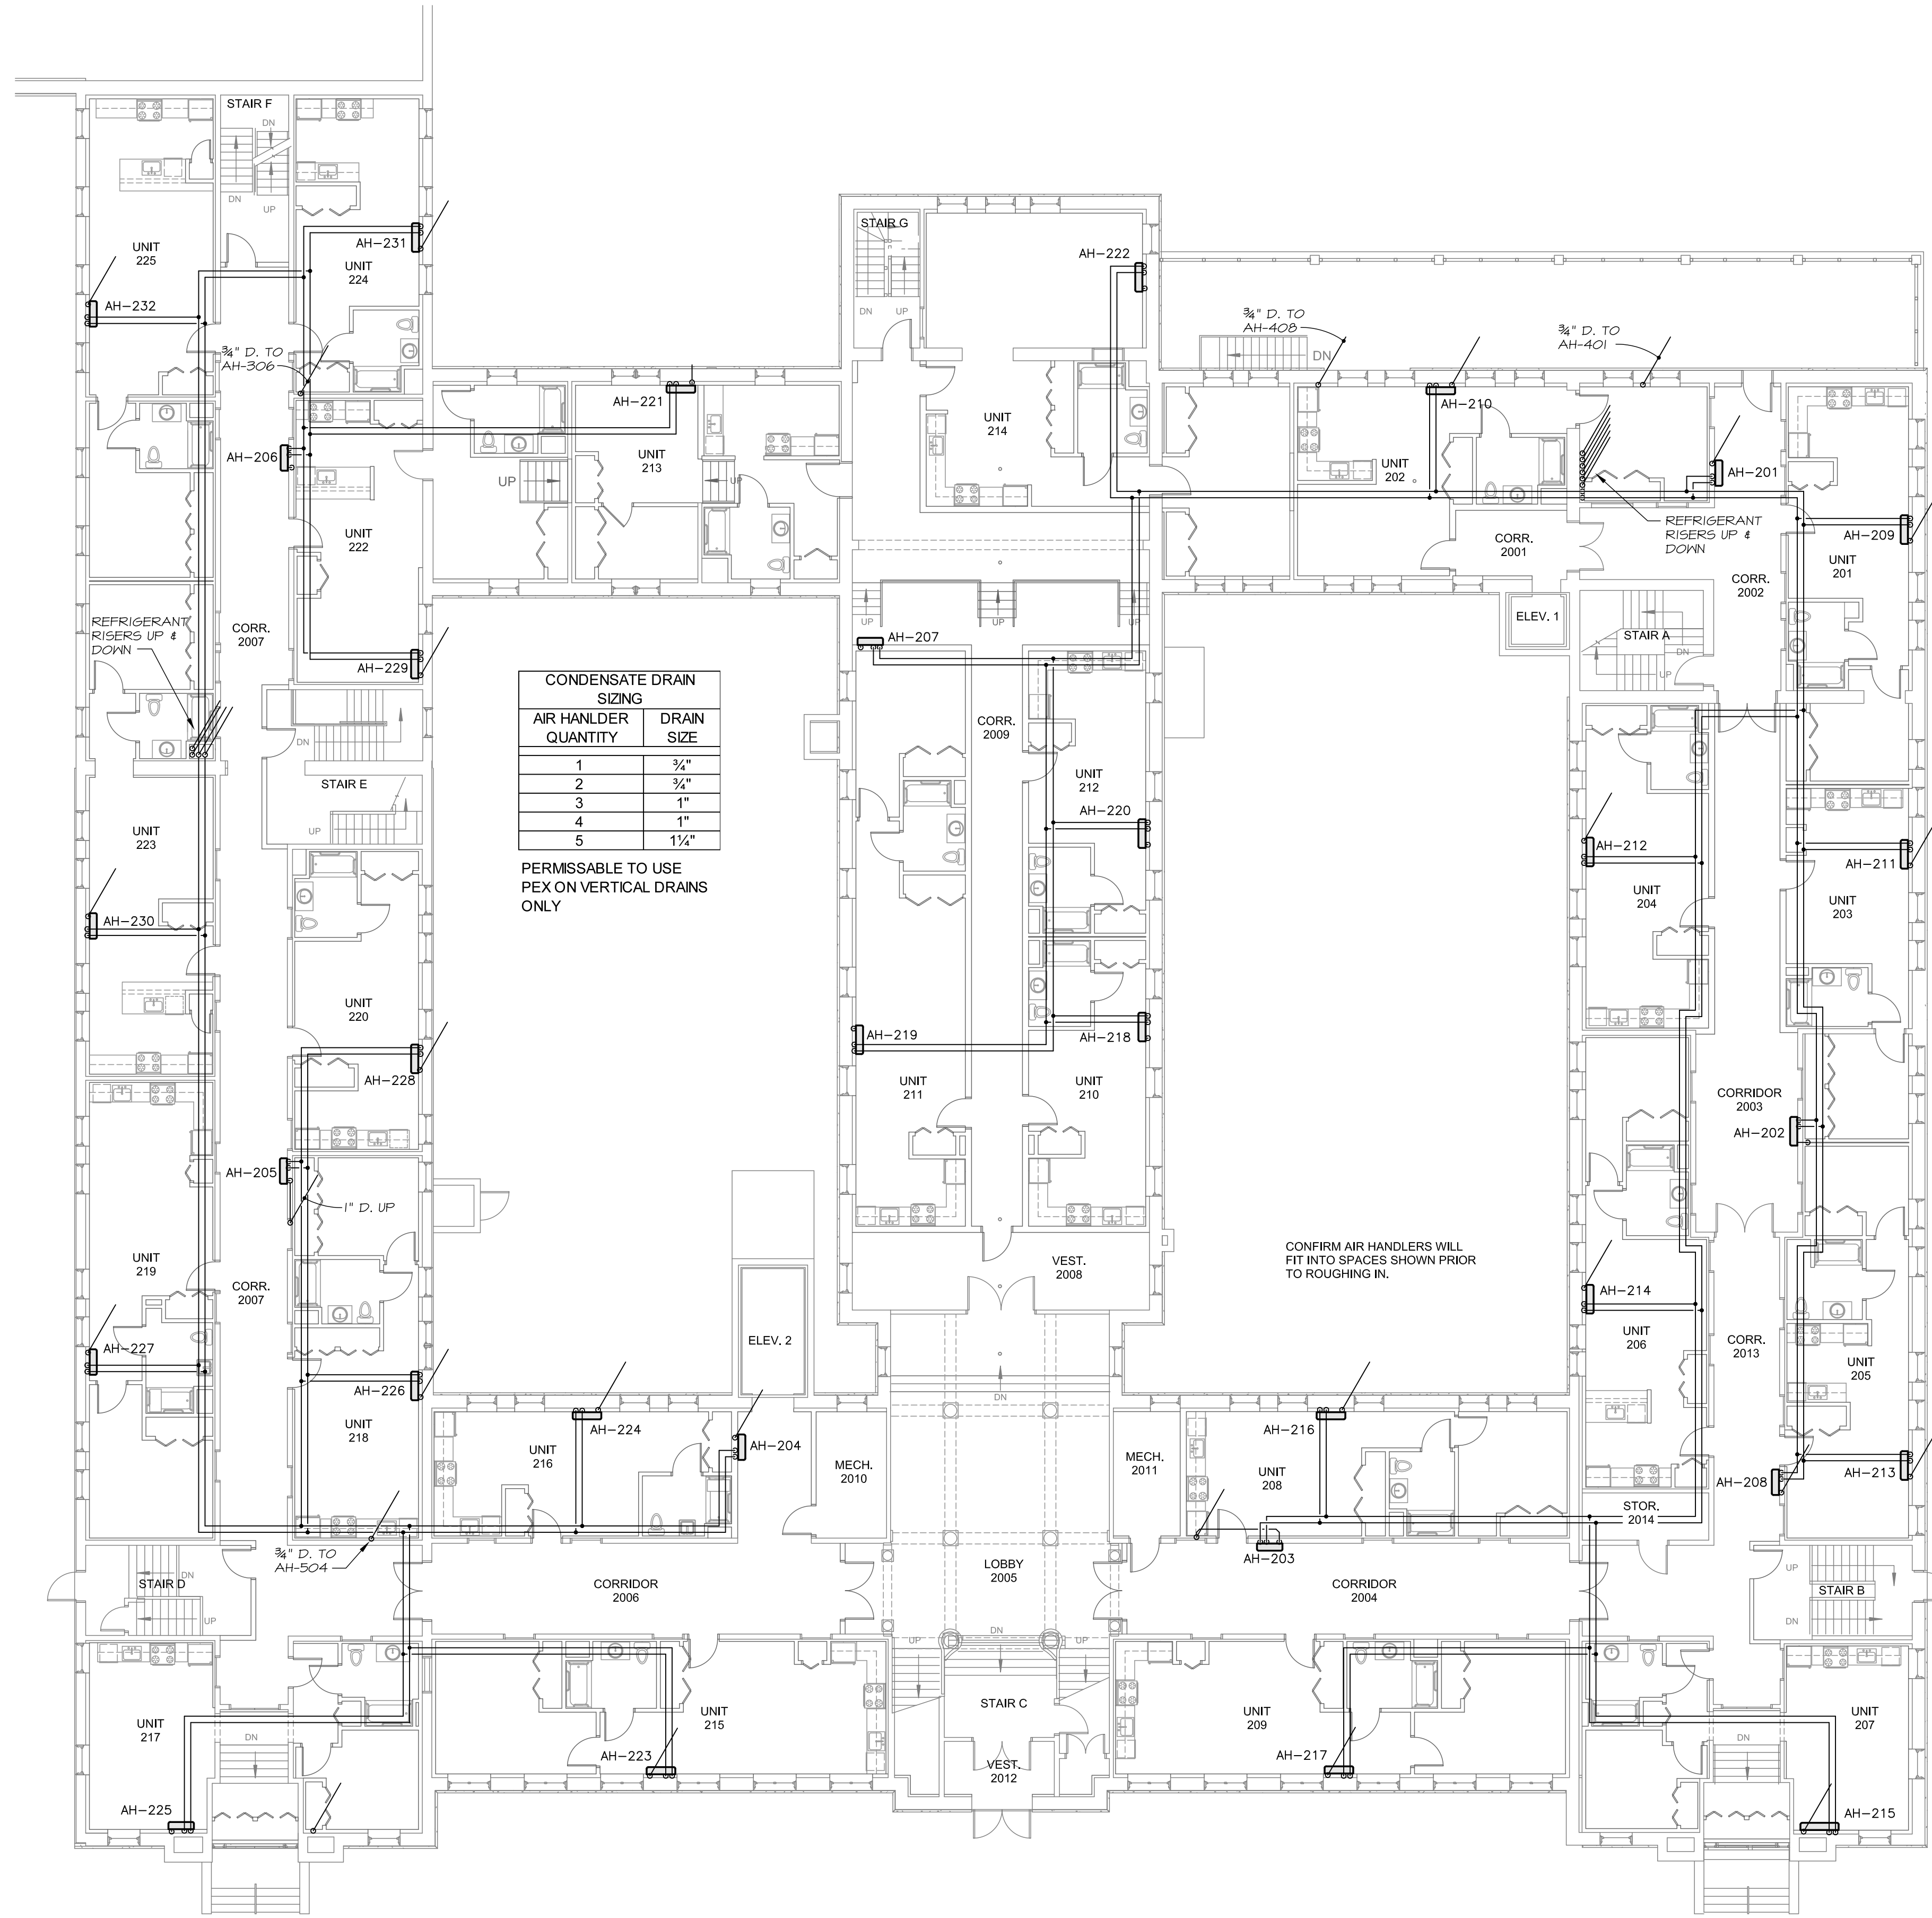 STAIR F
DN
DN
UP
AH-231
UNIT
224
UNIT
225
AH-232
¾" D. TO
AH-306
AH-206
UNIT
222
CORR.
2007
REFRIGERANT
RISERS UP &
DOWN
AH-229
DN
STAIR E
UP
UNIT
223
AH-230
UNIT
220
AH-228
AH-205
1" D. UP
UNIT
219
CORR.
2007
AH-227
AH-226
UNIT
218
¾" D. TO
AH-504
STAIR D
DN
UP
UNIT
217
DN
AH-225
AH-221
UNIT
213
UP
UP
CONDENSATE DRAIN
SIZING
AIR HANLDER
QUANTITY
DRAIN
SIZE
1 ¾"
2 ¾"
3 1"
4 1"
5 1¼"
PERMISSABLE TO USE
PEX ON VERTICAL DRAINS
ONLY
ELEV. 2
AH-224
UNIT
216
AH-204
MECH.
2010
CORRIDOR
2006
UNIT
215
AH-223
STAIR G
DN
UP
AH-222
UNIT
214
UP
UP
UP
AH-207
CORR.
2009
UNIT
212
AH-220
AH-219
AH-218
UNIT
211
UNIT
210
VEST.
2008
DN
LOBBY
2005
UP
DN
UP
STAIR C
VEST.
2012
¾" D. TO
AH-408
DN
¾" D. TO
AH-401
AH-210
UNIT
202
AH-201
REFRIGERANT
RISERS UP &
DOWN
CORR.
2001
ELEV. 1
AH-209
UNIT
201
CORR.
2002
STAIR A
DN
UP
AH-212
UNIT
204
AH-211
UNIT
203
CORRIDOR
2003
AH-202
CONFIRM AIR HANDLERS WILL
FIT INTO SPACES SHOWN PRIOR
TO ROUGHING IN.
AH-214
UNIT
206
CORR.
2013
UNIT
205
AH-216
MECH.
2011
UNIT
208
AH-208
AH-213
STOR.
2014
AH-203
CORRIDOR
2004
UP
STAIR B
DN
UNIT
209
AH-217
UNIT
207
DN
AH-215